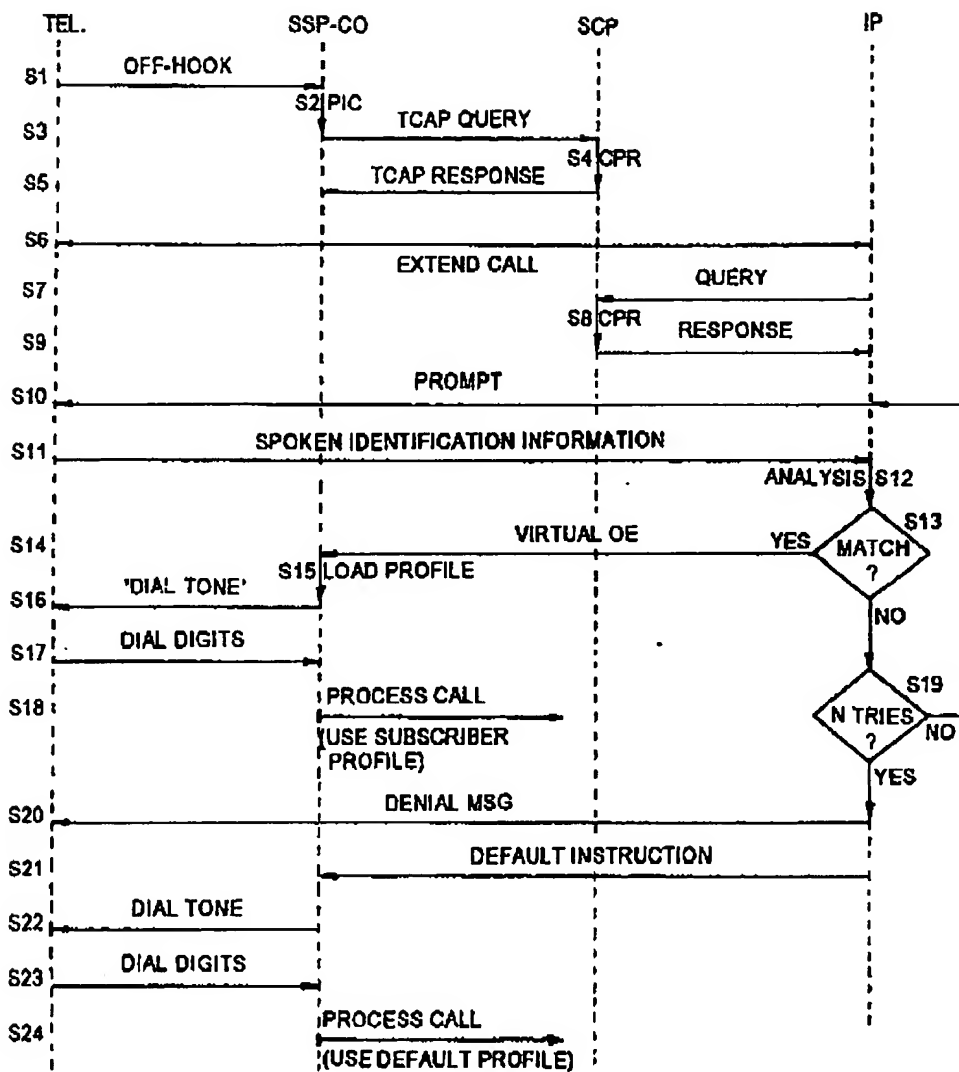 TEL. SSP-CO SCP IP
S1 OFF-HOOK
S2 PIC
S3 TCAP QUERY
S4 CPR
S5 TCAP RESPONSE
S6 EXTEND CALL
S7 QUERY
S8 CPR
S9 RESPONSE
S10 PROMPT
S11 SPOKEN IDENTIFICATION INFORMATION
ANALYSIS S12
S13
MATCH
?
YES
NO
S14 VIRTUAL OE
S15 LOAD PROFILE
S16 'DIAL TONE'
S17 DIAL DIGITS
S18 PROCESS CALL
(USE SUBSCRIBER
PROFILE)
S19
N TRIES
?
NO
YES
S20 DENIAL MSG
S21 DEFAULT INSTRUCTION
S22 DIAL TONE
S23 DIAL DIGITS
S24 PROCESS CALL
(USE DEFAULT PROFILE)